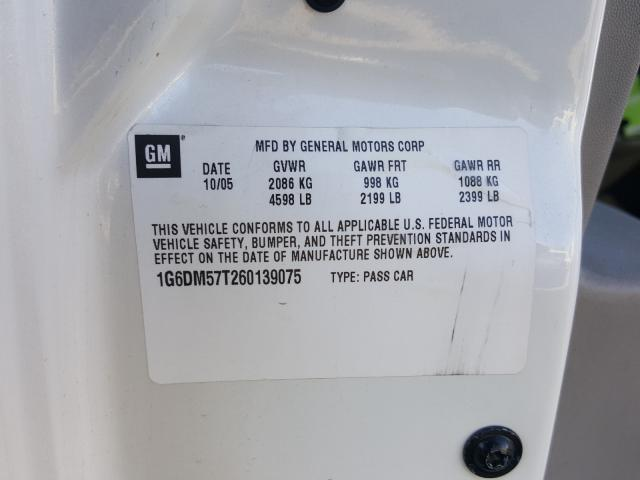 GM
MFD BY GENERAL MOTORS CORP
DATE GVWR GAWR FRT GAWR RR
10/05 2086 KG 998 KG 1088 KG
4598 LB 2199 LB 2399 LB
THIS VEHICLE CONFORMS TO ALL APPLICABLE U.S. FEDERAL MOTOR
VEHICLE SAFETY, BUMPER, AND THEFT PREVENTION STANDARDS IN
EFFECT ON THE DATE OF MANUFACTURE SHOWN ABOVE.
1G6DM57T260139075 TYPE: PASS CAR